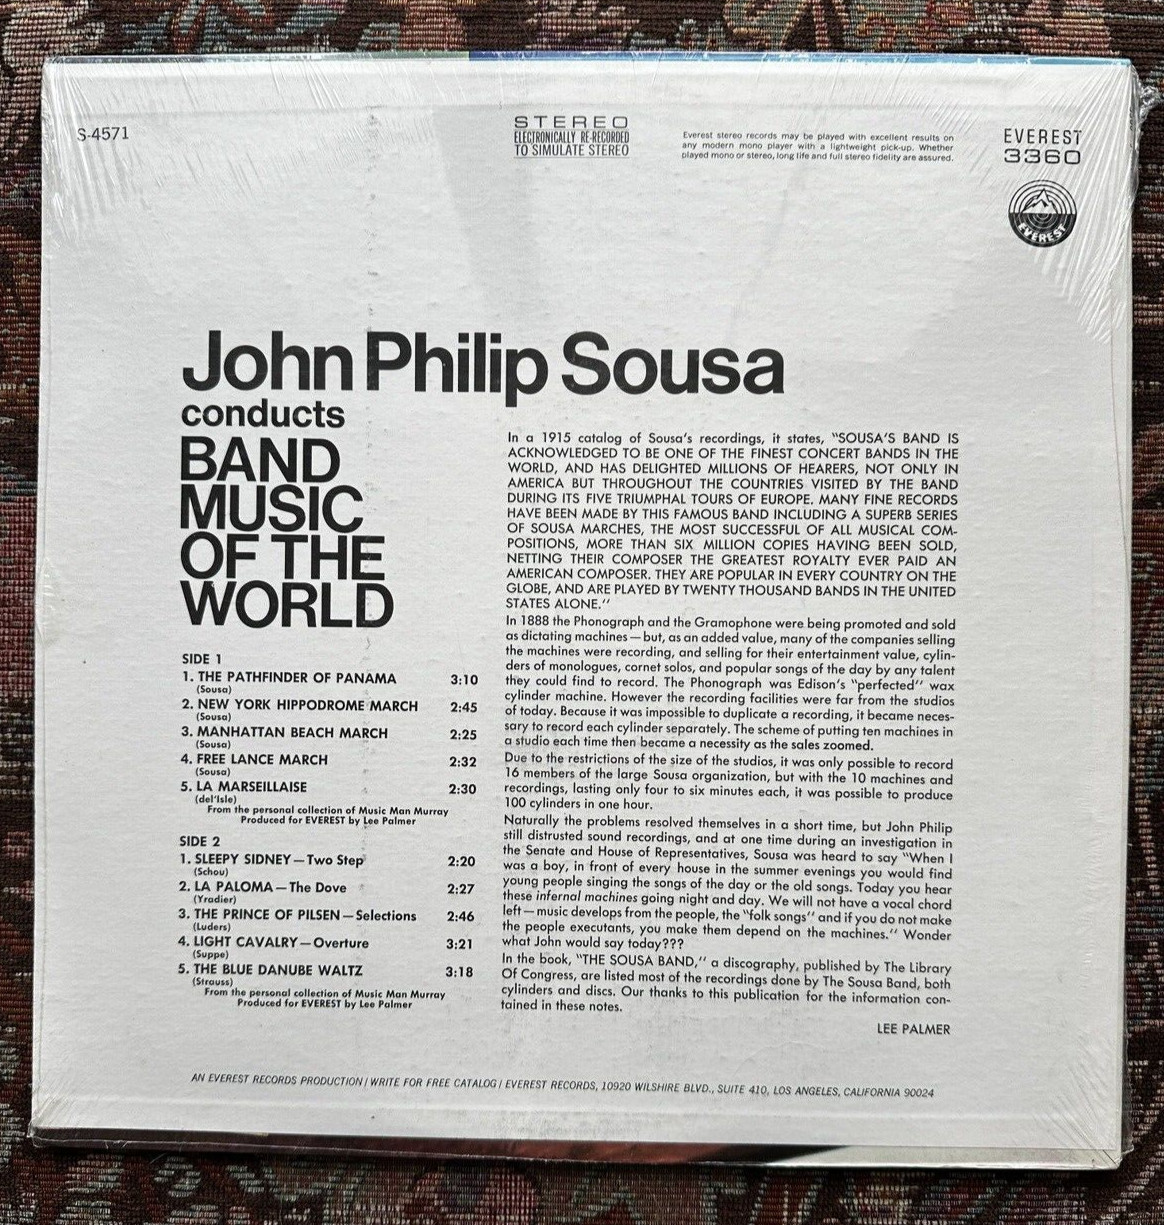 S-4571
STEREO
ELECTRONICALLY RE-RECORDED
TO SIMULATE STEREO
Everest stereo records may be played with excellent results on
any modern mono player with a lightweight pick-up. Whether
played mono or stereo, long life and full stereo fidelity are assured.
EVEREST
3360
EVEREST
John Philip Sousa
conducts
BAND
MUSIC
OF THE
WORLD
SIDE 1
1. THE PATHFINDER OF PANAMA 3:10
(Sousa)
2. NEW YORK HIPPODROME MARCH 2:45
(Sousa)
3. MANHATTAN BEACH MARCH 2:25
(Sousa)
4. FREE LANCE MARCH 2:32
(Sousa)
5. LA MARSEILLAISE 2:30
(del'Isle)
From the personal collection of Music Man Murray
Produced for EVEREST by Lee Palmer
SIDE 2
1. SLEEPY SIDNEY—Two Step 2:20
(Schou)
2. LA PALOMA—The Dove 2:27
(Yradier)
3. THE PRINCE OF PILSEN—Selections 2:46
(Luders)
4. LIGHT CAVALRY—Overture 3:21
(Suppe)
5. THE BLUE DANUBE WALTZ 3:18
(Strauss)
From the personal collection of Music Man Murray
Produced for EVEREST by Lee Palmer
In a 1915 catalog of Sousa's recordings, it states, "SOUSA'S BAND IS
ACKNOWLEDGED TO BE ONE OF THE FINEST CONCERT BANDS IN THE
WORLD, AND HAS DELIGHTED MILLIONS OF HEARERS, NOT ONLY IN
AMERICA BUT THROUGHOUT THE COUNTRIES VISITED BY THE BAND
DURING ITS FIVE TRIUMPHAL TOURS OF EUROPE. MANY FINE RECORDS
HAVE BEEN MADE BY THIS FAMOUS BAND INCLUDING A SUPERB SERIES
OF SOUSA MARCHES, THE MOST SUCCESSFUL OF ALL MUSICAL COM-
POSITIONS, MORE THAN SIX MILLION COPIES HAVING BEEN SOLD,
NETTING THEIR COMPOSER THE GREATEST ROYALTY EVER PAID AN
AMERICAN COMPOSER. THEY ARE POPULAR IN EVERY COUNTRY ON THE
GLOBE, AND ARE PLAYED BY TWENTY THOUSAND BANDS IN THE UNITED
STATES ALONE."
In 1888 the Phonograph and the Gramophone were being promoted and sold
as dictating machines—but, as an added value, many of the companies selling
the machines were recording, and selling for their entertainment value, cylin-
ders of monologues, cornet solos, and popular songs of the day by any talent
they could find to record. The Phonograph was Edison's "perfected" wax
cylinder machine. However the recording facilities were far from the studios
of today. Because it was impossible to duplicate a recording, it became neces-
sary to record each cylinder separately. The scheme of putting ten machines in
a studio each time then became a necessity as the sales zoomed.
Due to the restrictions of the size of the studios, it was only possible to record
16 members of the large Sousa organization, but with the 10 machines and
recordings, lasting only four to six minutes each, it was possible to produce
100 cylinders in one hour.
Naturally the problems resolved themselves in a short time, but John Philip
still distrusted sound recordings, and at one time during an investigation in
the Senate and House of Representatives, Sousa was heard to say "When I
was a boy, in front of every house in the summer evenings you would find
young people singing the songs of the day or the old songs. Today you hear
these infernal machines going night and day. We will not have a vocal chord
left—music develops from the people, the "folk songs" and if you do not make
the people executants, you make them depend on the machines." Wonder
what John would say today???
In the book, "THE SOUSA BAND," a discography, published by The Library
Of Congress, are listed most of the recordings done by The Sousa Band, both
cylinders and discs. Our thanks to this publication for the information con-
tained in these notes.
LEE PALMER
AN EVEREST RECORDS PRODUCTION / WRITE FOR FREE CATALOG / EVEREST RECORDS, 10920 WILSHIRE BLVD., SUITE 410, LOS ANGELES, CALIFORNIA 90024